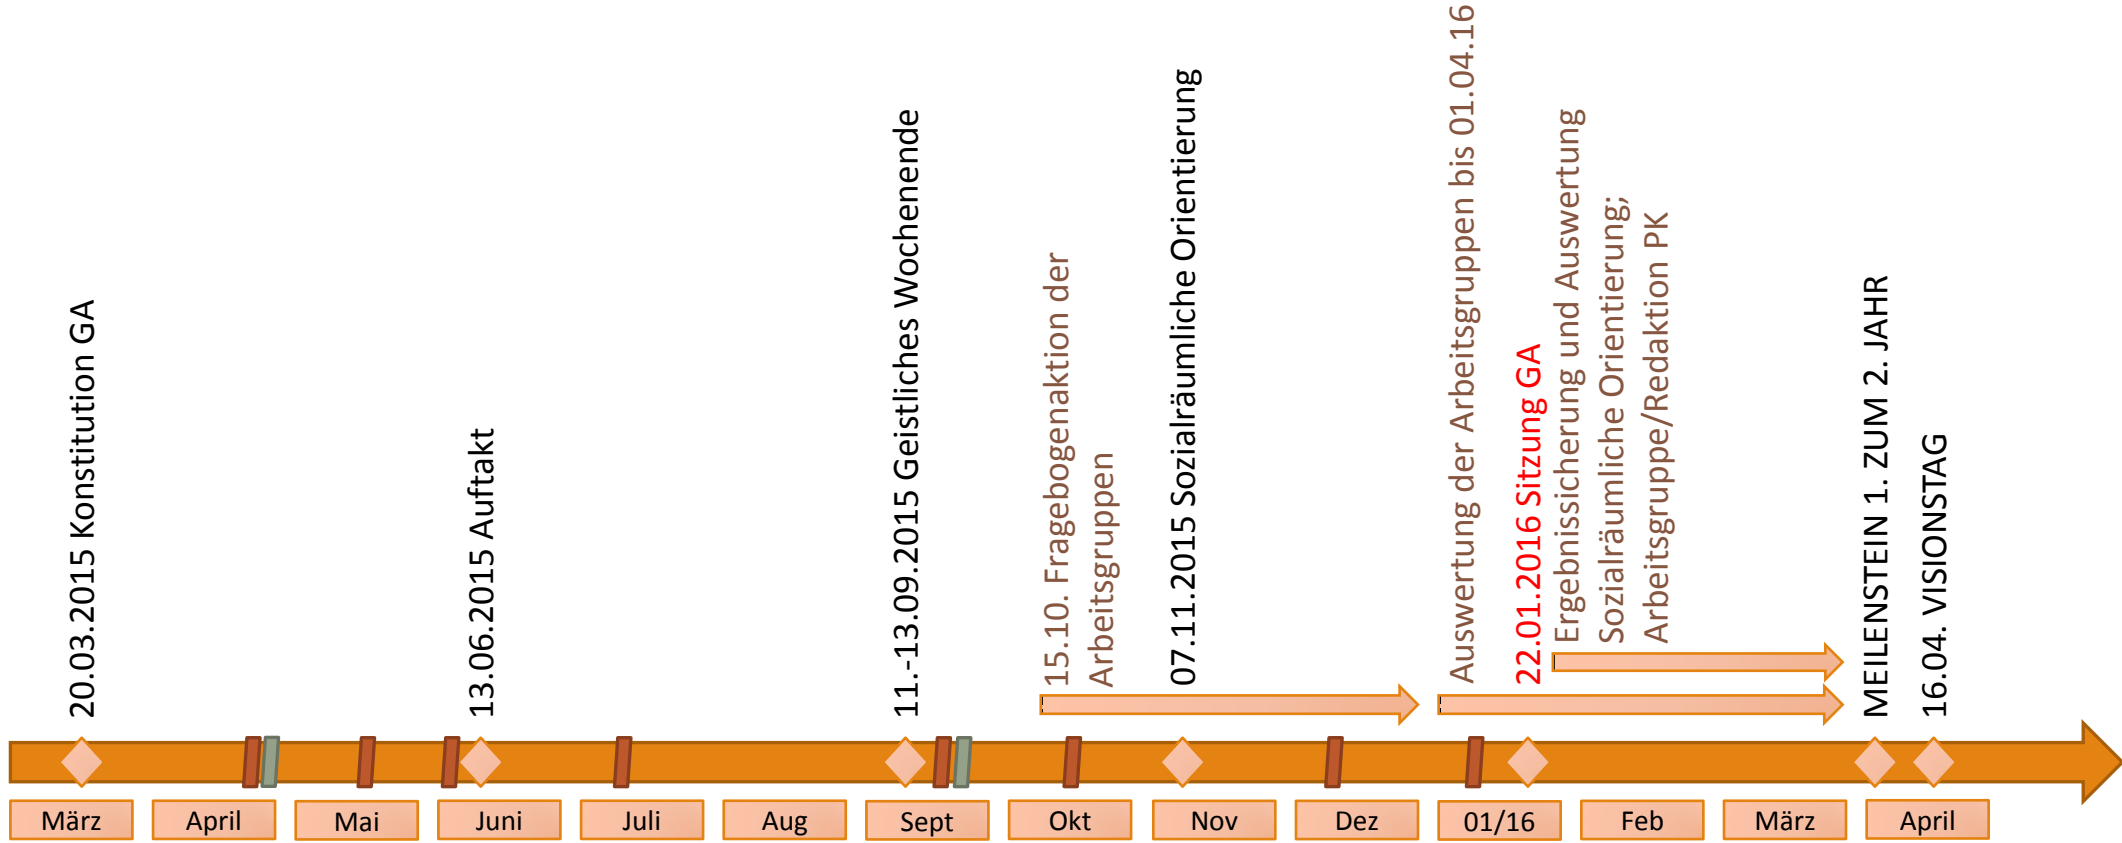 20.03.2015 Konstitution GA
13.06.2015 Auftakt
11.-13.09.2015 Geistliches Wochenende
15.10. Fragebogenaktion der
Arbeitsgruppen
07.11.2015 Sozialräumliche Orientierung
Auswertung der Arbeitsgruppen bis 01.04.16
22.01.2016 Sitzung GA
Ergebnissicherung und Auswertung
Sozialräumliche Orientierung;
Arbeitsgruppe/Redaktion PK
MEILENSTEIN 1. ZUM 2. JAHR
16.04. VISIONSTAG
März
April
Mai
Juni
Juli
Aug
Sept
Okt
Nov
Dez
01/16
Feb
März
April